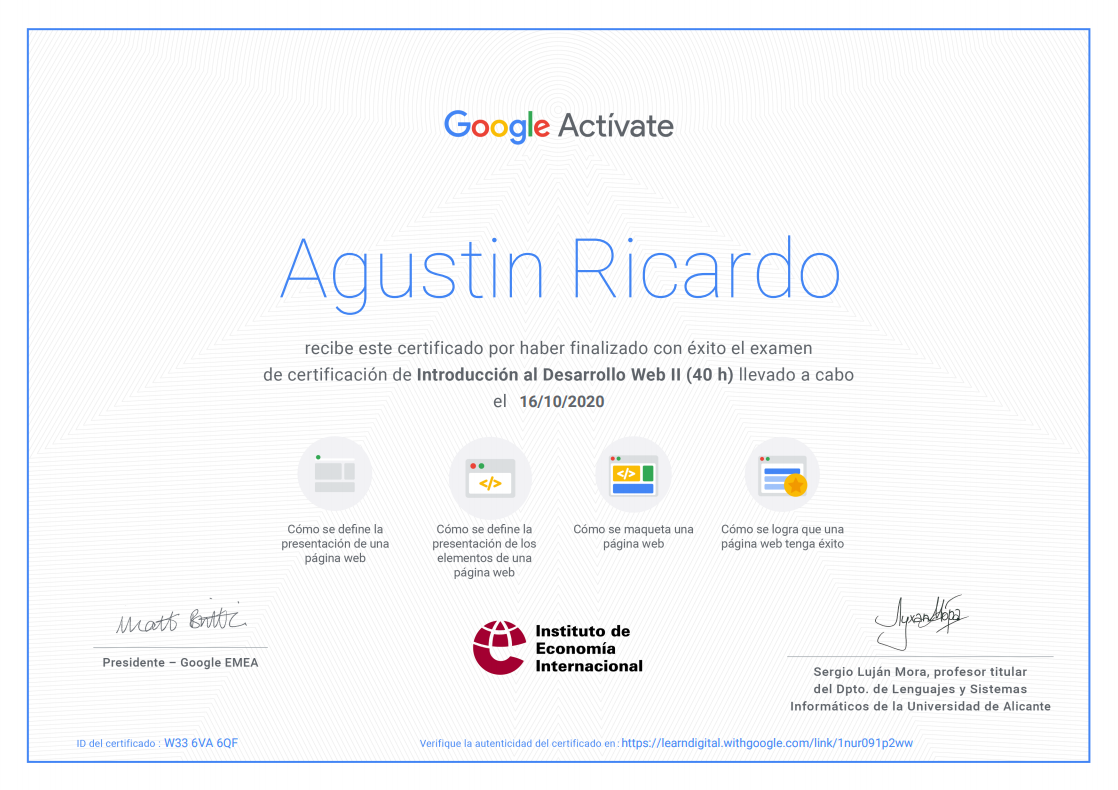 Google Actívate
Agustin Ricardo
recibe este certificado por haber finalizado con éxito el examen
de certificación de Introducción al Desarrollo Web II (40 h) llevado a cabo
el 16/10/2020
</>
</>
Cómo se define la
presentación de una
página web
Cómo se define la
presentación de los
elementos de una
página web
Cómo se maqueta una
página web
Cómo se logra que una
página web tenga éxito
Matt
Presidente – Google EMEA
Instituto de
Economía
Internacional
Sergio Luján Mora, profesor titular
del Dpto. de Lenguajes y Sistemas
Informáticos de la Universidad de Alicante
ID del certificado : W33 6VA 6QF
Verifique la autenticidad del certificado en: https://learndigital.withgoogle.com/link/1nur091p2ww